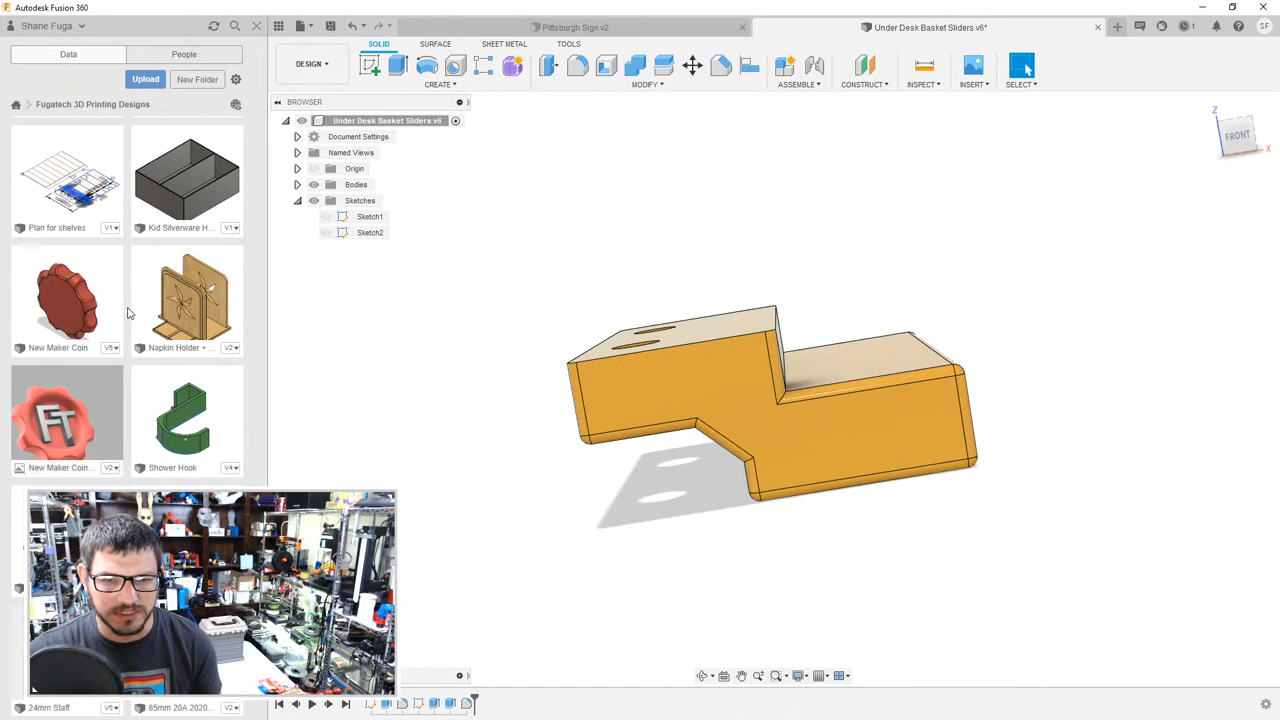 Autodesk Fusion 360
Shane Fuga
Pittsburgh Sign v2
Under Desk Basket Sliders v6*
SF
Data
People
SOLID
SURFACE
SHEET METAL
TOOLS
DESIGN
Upload
New Folder
CREATE
MODIFY
ASSEMBLE
CONSTRUCT
INSPECT
INSERT
SELECT
Fugatech 3D Printing Designs
BROWSER
Under Desk Basket Sliders v6
Document Settings
Named Views
Origin
Bodies
Sketches
Sketch1
Sketch2
Z
FRONT
X
Plan for shelves
V1
Kid Silverware H...
V1
New Maker Coin
V5
Napkin Holder + ...
V2
FT
New Maker Coin...
V2
Shower Hook
V4
24mm Staff
V5
85mm 20A 2020...
V2